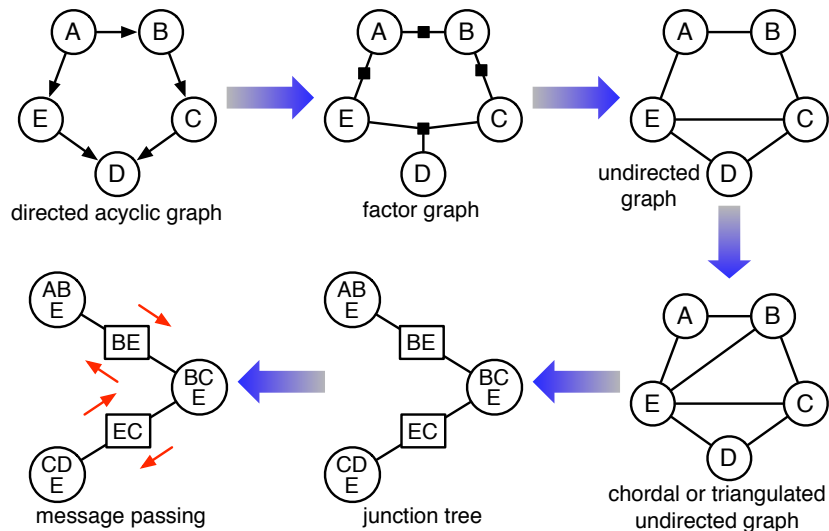 A
B
E
C
D
directed acyclic graph
A
B
E
C
D
factor graph
A
B
E
C
D
undirected
graph
A
B
E
C
D
chordal or triangulated
undirected graph
AB
E
BE
BC
E
EC
CD
E
junction tree
AB
E
BE
BC
E
EC
CD
E
message passing